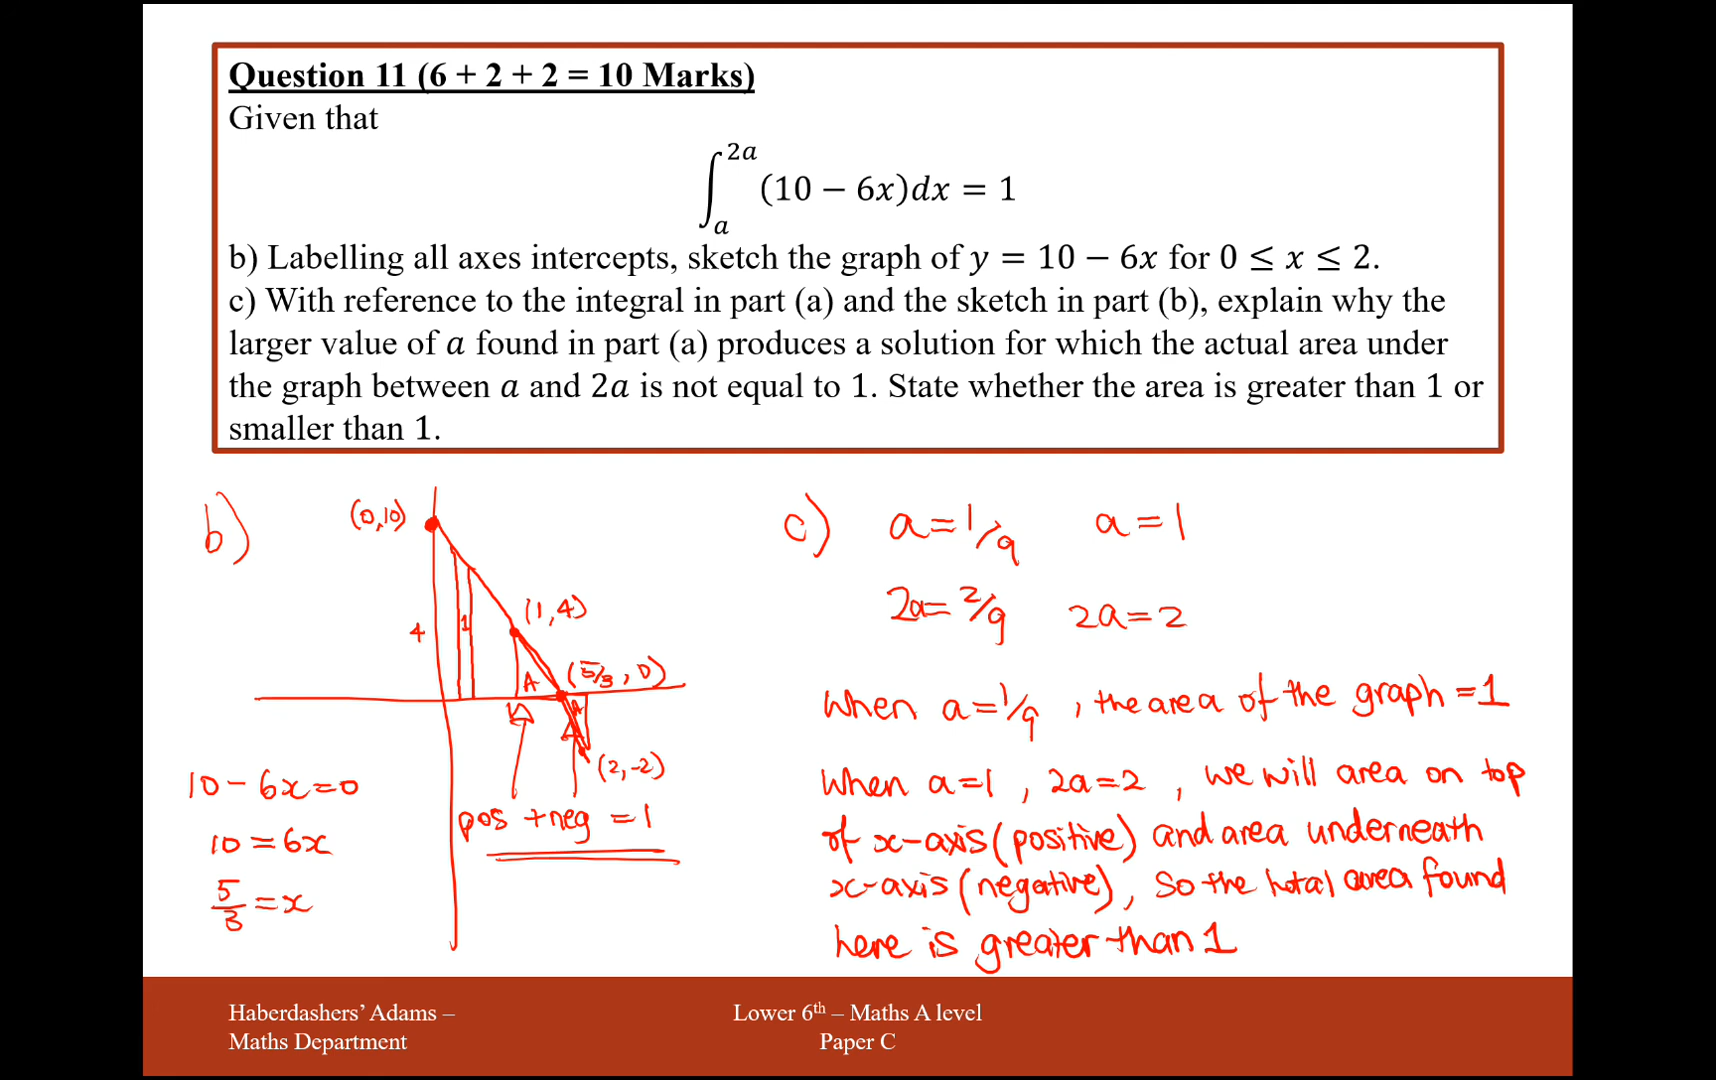 Question 11 (6 + 2 + 2 = 10 Marks)
Given that
∫ₐ²ᵃ (10 − 6x)dx = 1
b) Labelling all axes intercepts, sketch the graph of y = 10 − 6x for 0 ≤ x ≤ 2.
c) With reference to the integral in part (a) and the sketch in part (b), explain why the
larger value of a found in part (a) produces a solution for which the actual area under
the graph between a and 2a is not equal to 1. State whether the area is greater than 1 or
smaller than 1.
b)
(0,10)
(1,4)
4
1
A
(5/3, 0)
A
(2,-2)
pos +neg = 1
10 - 6x=0
10 = 6x
5/3 = x
c) a=1/9 a=1
2a= 2/9 2a=2
When a=1/9, the area of the graph =1
When a=1, 2a=2, we will area on top
of x-axis (positive) and area underneath
x-axis (negative), so the total area found
here is greater than 1
Haberdashers' Adams –
Maths Department
Lower 6th – Maths A level
Paper C